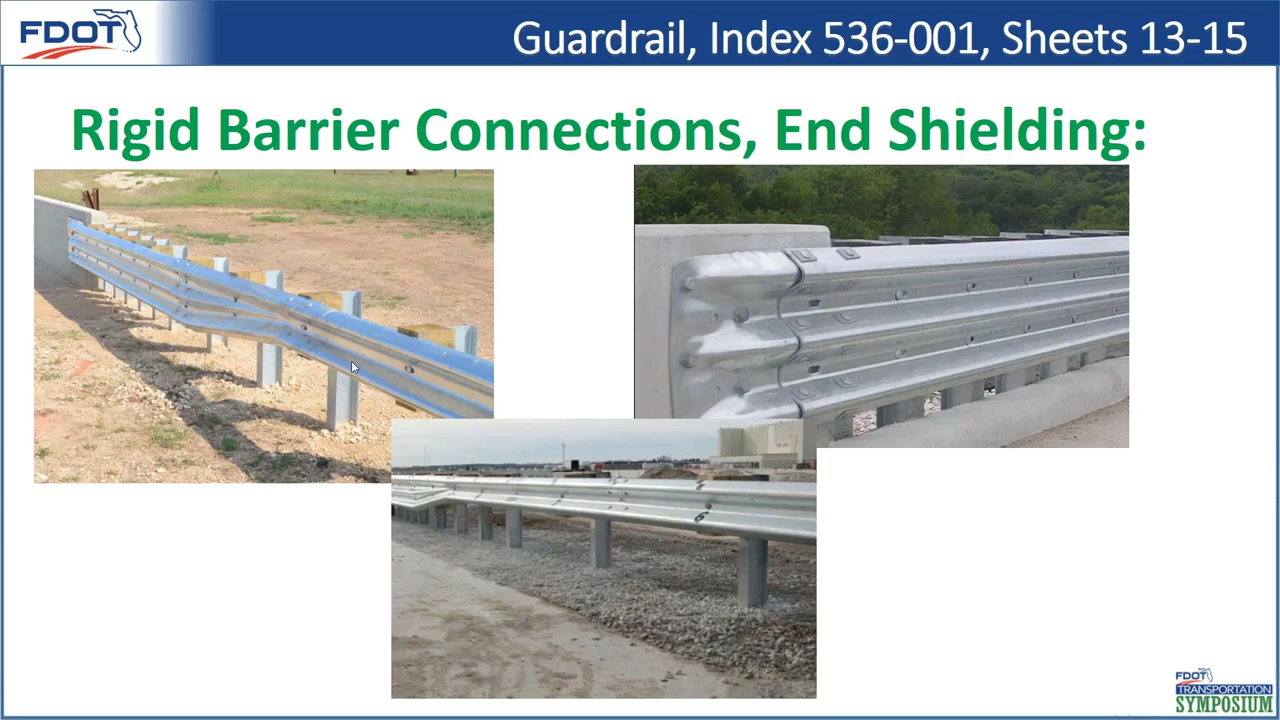 FDOT
Guardrail, Index 536-001, Sheets 13-15
Rigid Barrier Connections, End Shielding:
FDOT
TRANSPORTATION
SYMPOSIUM